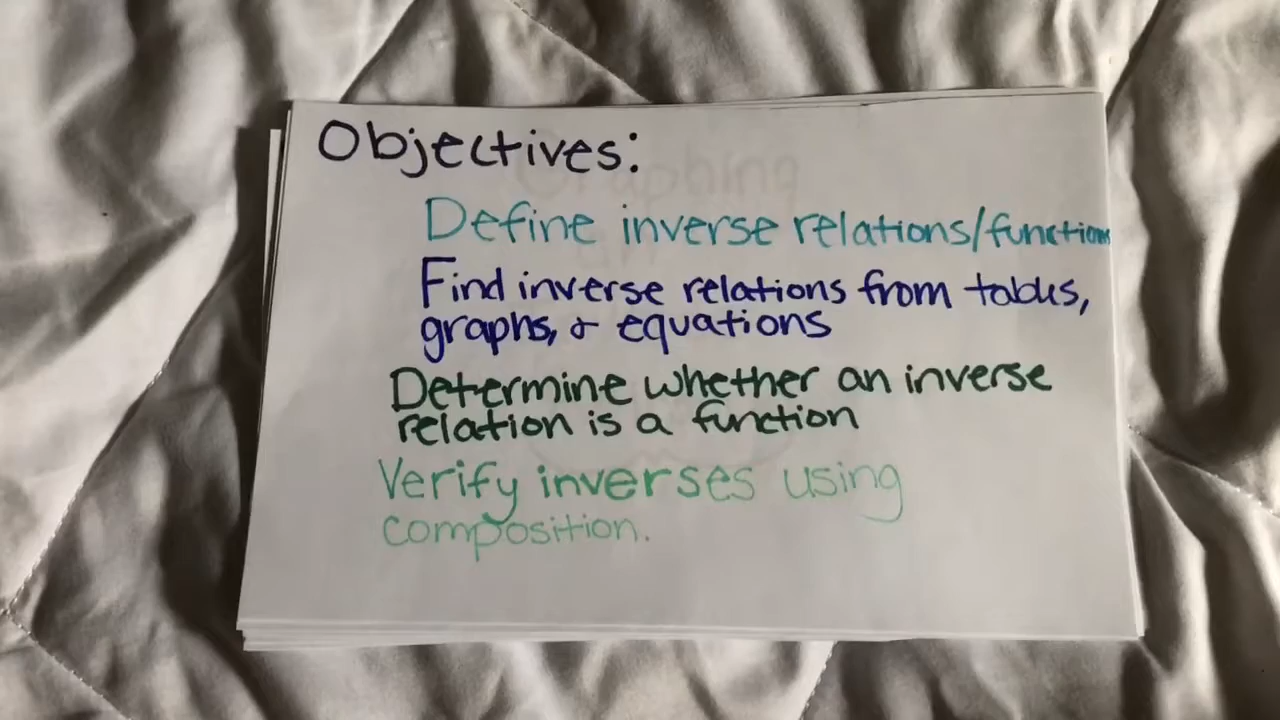 Objectives:
Define inverse relations/functions
Find inverse relations from tables,
graphs, & equations
Determine whether an inverse
relation is a function
Verify inverses using
composition.